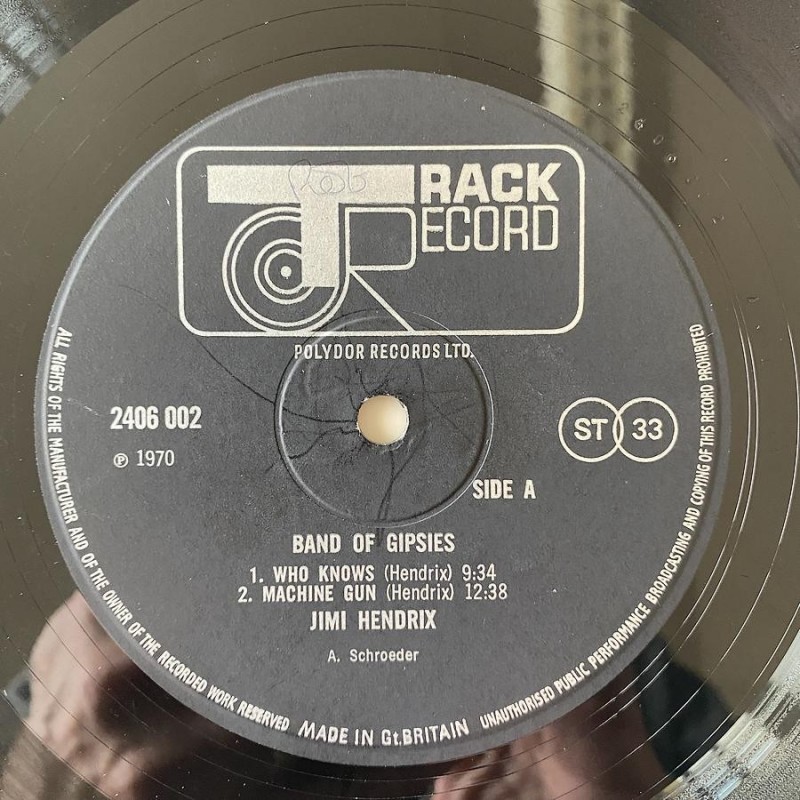 TRACK
RECORD
POLYDOR RECORDS LTD.
2406 002
℗ 1970
ST 33
SIDE A
BAND OF GIPSIES
1. WHO KNOWS (Hendrix) 9:34
2. MACHINE GUN (Hendrix) 12:38
JIMI HENDRIX
A. Schroeder
ALL RIGHTS OF THE MANUFACTURER AND OF THE OWNER OF THE RECORDED WORK RESERVED
MADE IN Gt.BRITAIN
UNAUTHORISED PUBLIC PERFORMANCE BROADCASTING AND COPYING OF THIS RECORD PROHIBITED